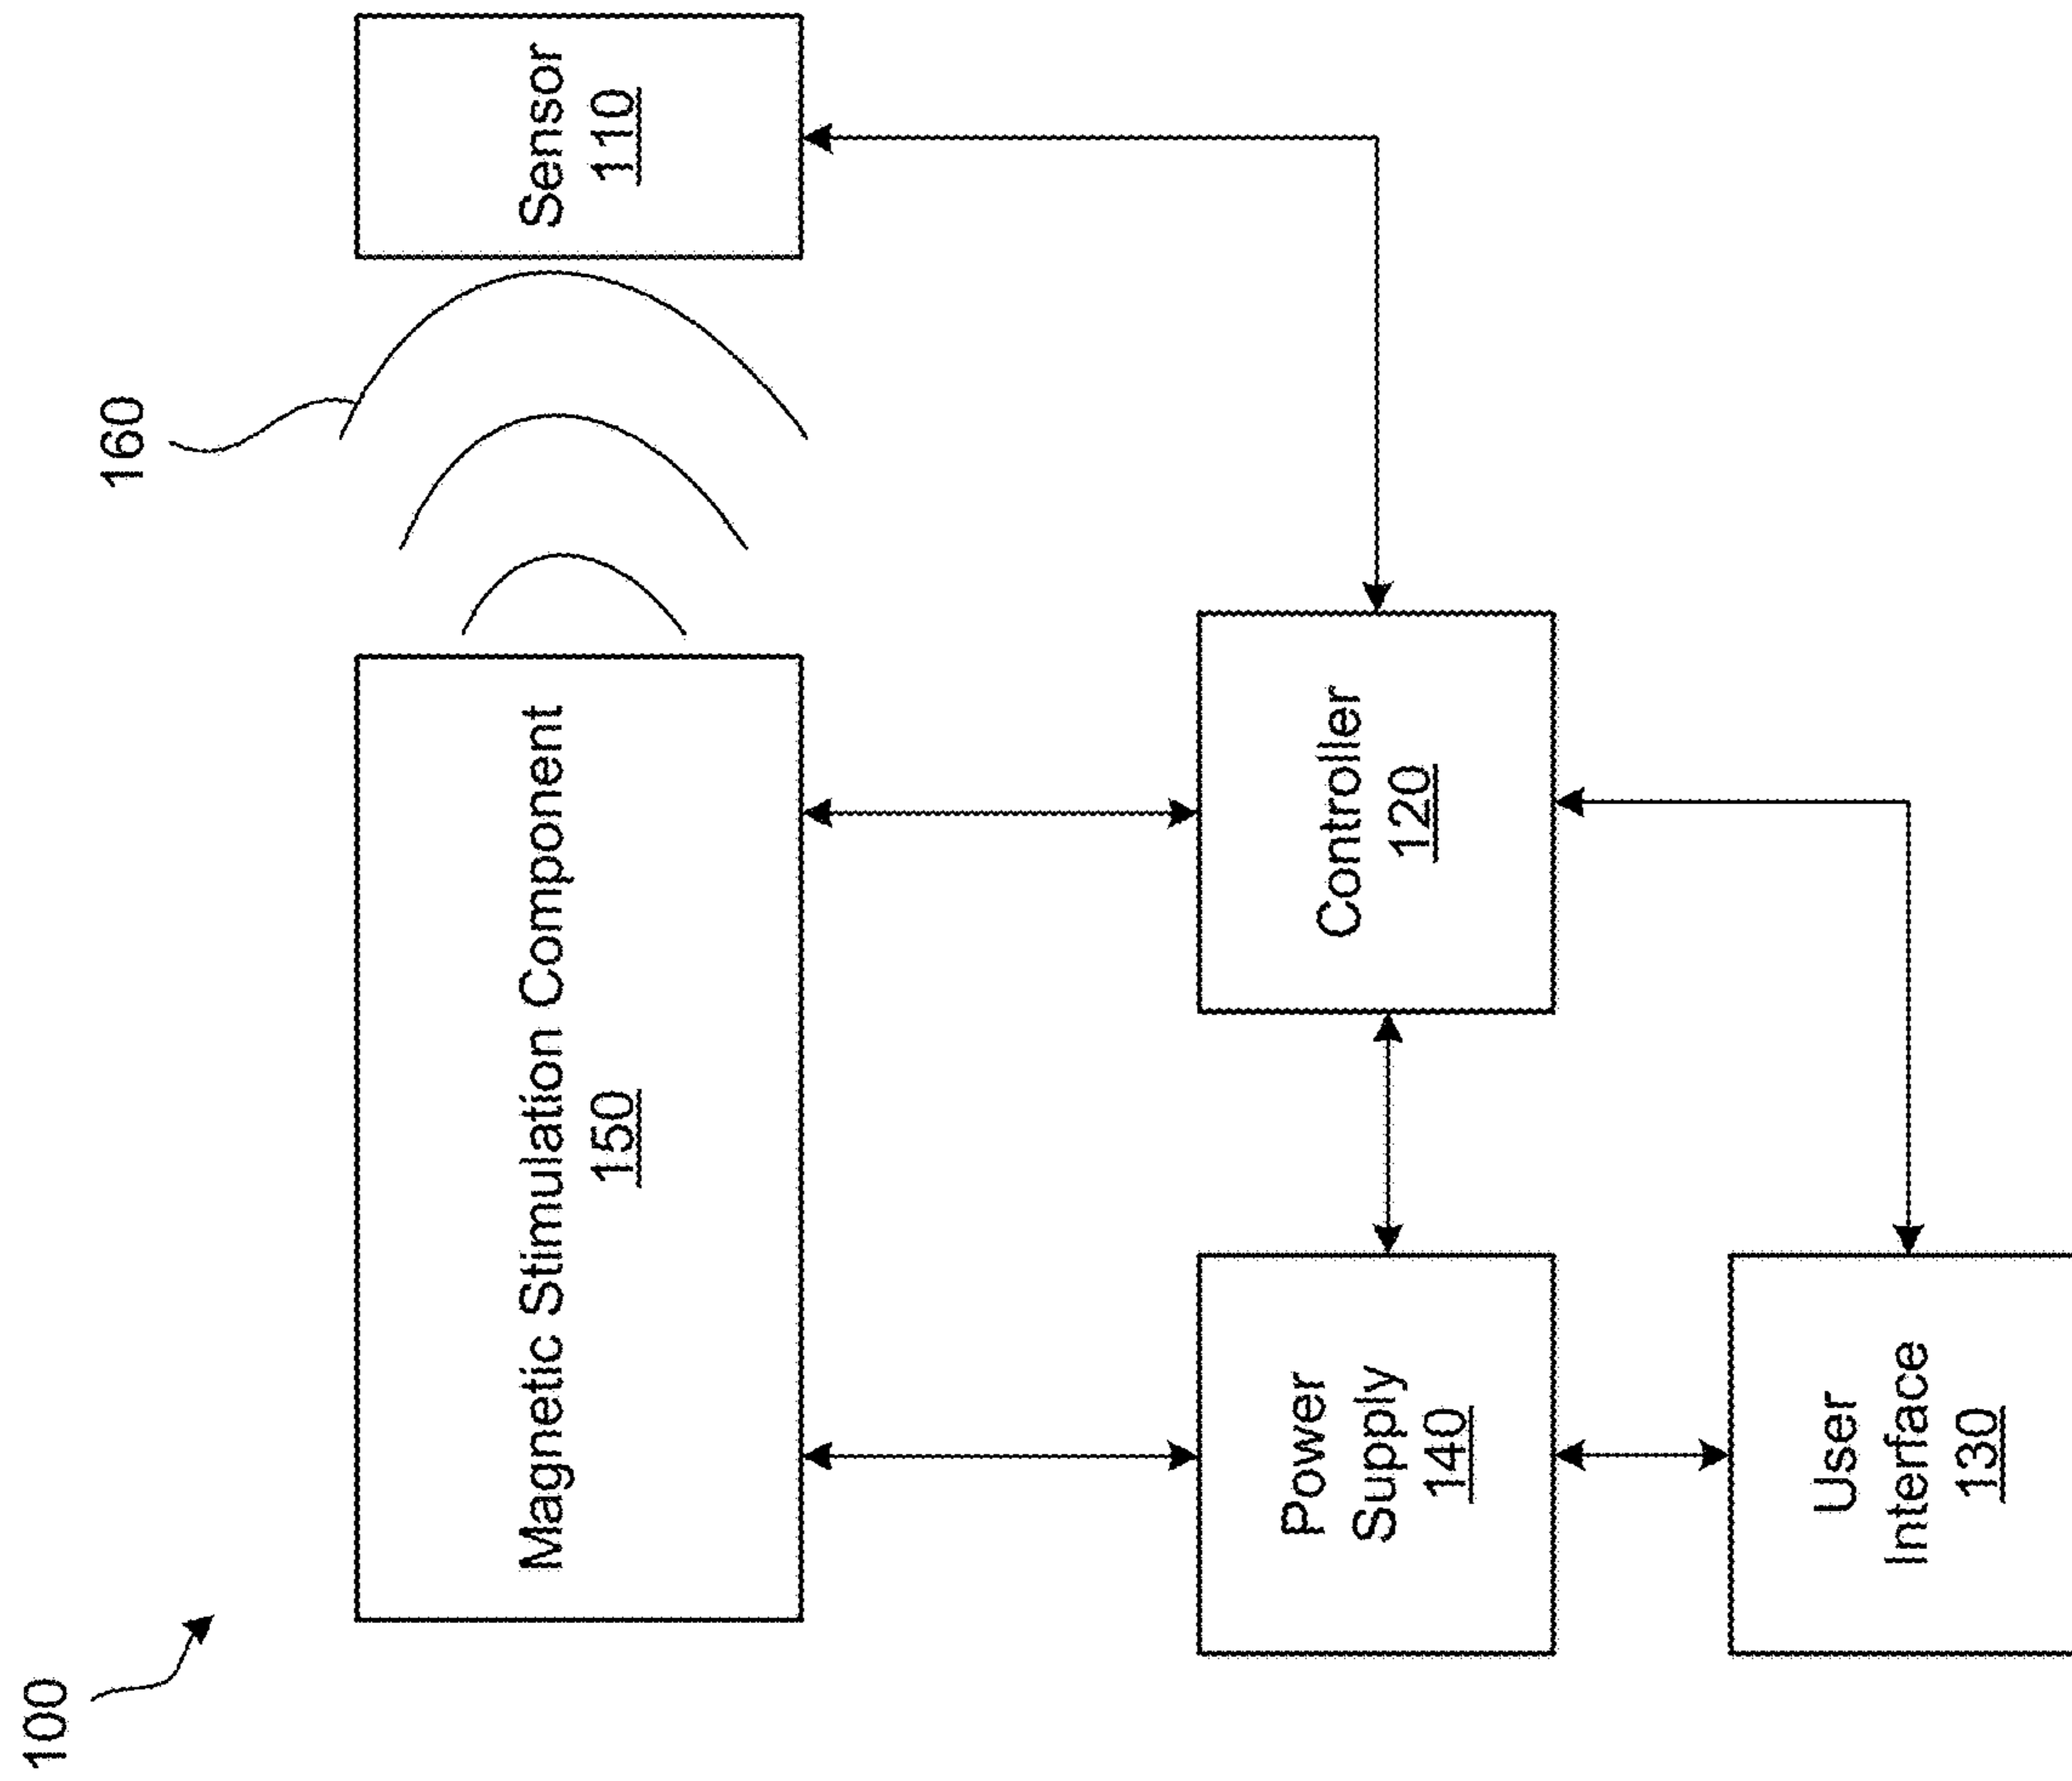 100
160
Magnetic Stimulation Component
150
Sensor
110
Power
Supply
140
Controller
120
User
Interface
130